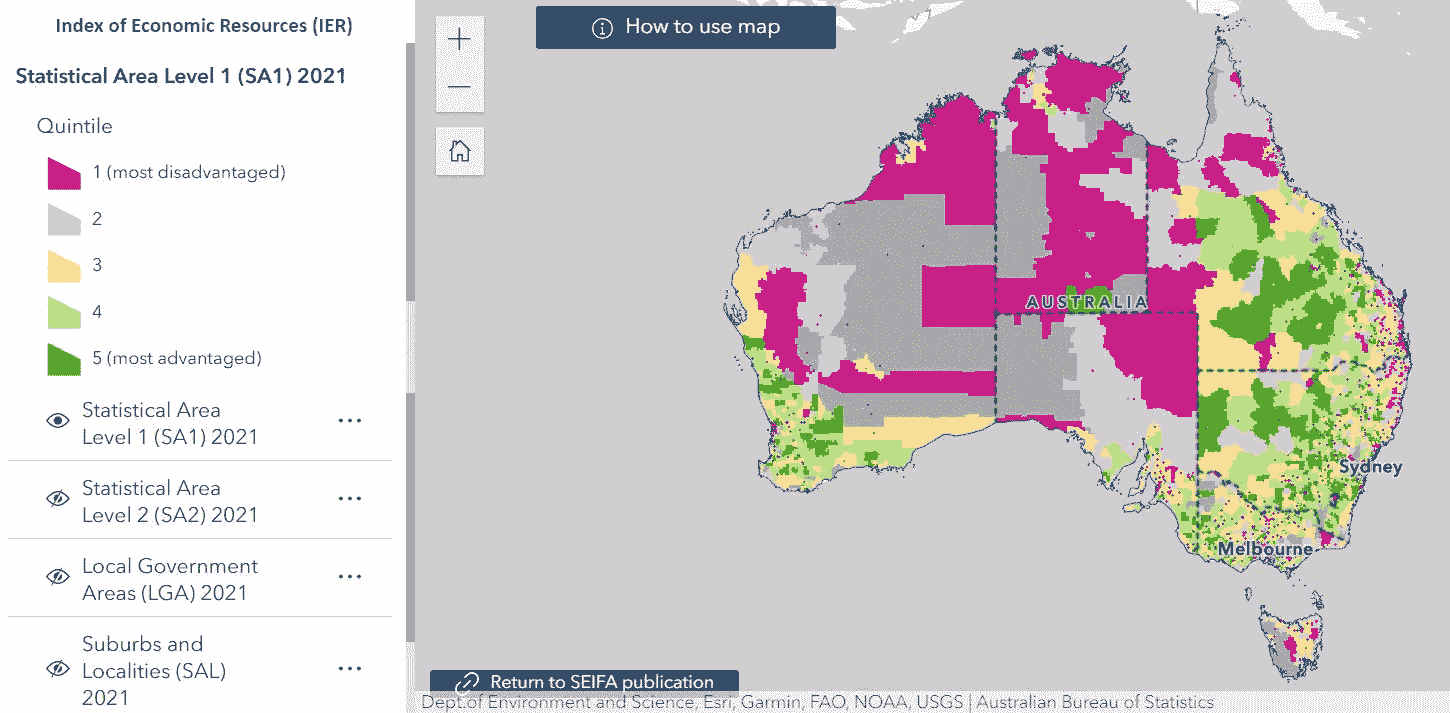 Index of Economic Resources (IER)
Statistical Area Level 1 (SA1) 2021
Quintile
1 (most disadvantaged)
2
3
4
5 (most advantaged)
Statistical Area
Level 1 (SA1) 2021
Statistical Area
Level 2 (SA2) 2021
Local Government
Areas (LGA) 2021
Suburbs and
Localities (SAL)
2021
How to use map
AUSTRALIA
Sydney
Melbourne
Return to SEIFA publication
Dept.of Environment and Science, Esri, Garmin, FAO, NOAA, USGS | Australian Bureau of Statistics